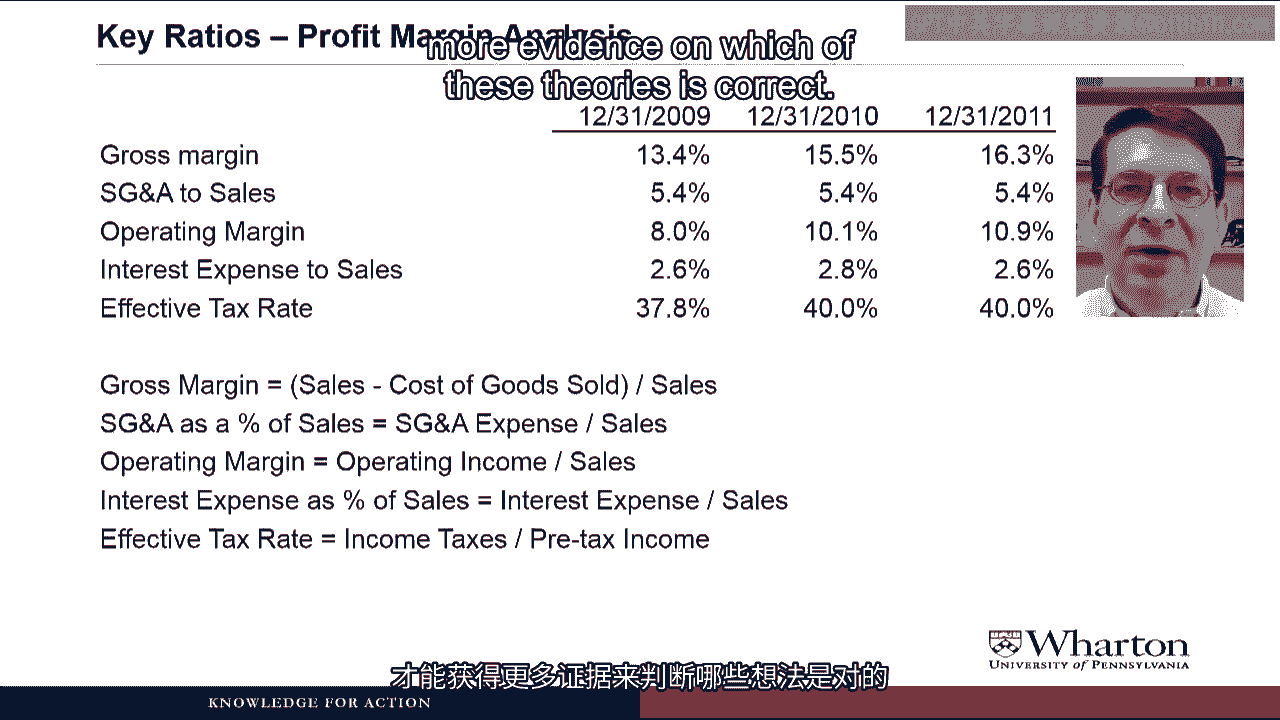 Key Ratios – Profit Margin Analysis
more evidence on which of
these theories is correct.
12/31/2009 12/31/2010 12/31/2011
Gross margin 13.4% 15.5% 16.3%
SG&A to Sales 5.4% 5.4% 5.4%
Operating Margin 8.0% 10.1% 10.9%
Interest Expense to Sales 2.6% 2.8% 2.6%
Effective Tax Rate 37.8% 40.0% 40.0%
Gross Margin = (Sales - Cost of Goods Sold) / Sales
SG&A as a % of Sales = SG&A Expense / Sales
Operating Margin = Operating Income / Sales
Interest Expense as % of Sales = Interest Expense / Sales
Effective Tax Rate = Income Taxes / Pre-tax Income
Wharton
UNIVERSITY of PENNSYLVANIA
才能获得更多证据来判断哪些想法是对的
KNOWLEDGE FOR ACTION